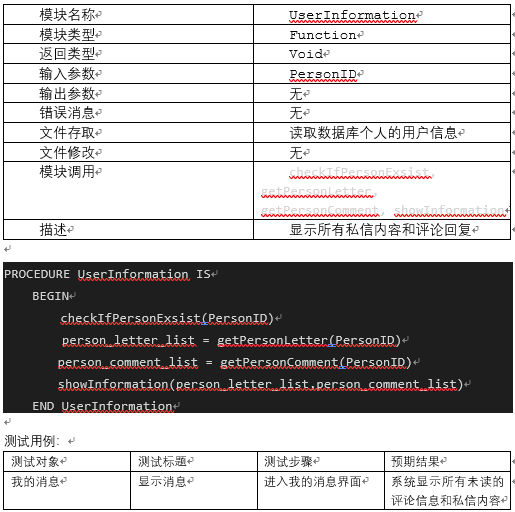 模块名称 UserInformation
模块类型 Function
返回类型 Void
输入参数 PersonID
输出参数 无
错误消息 无
文件存取 读取数据库个人的用户信息
文件修改 无
模块调用 checkIfPersonExsist,
getPersonLetter,
getPersonComment, showInformation
描述 显示所有私信内容和评论回复
PROCEDURE UserInformation IS
BEGIN
checkIfPersonExsist(PersonID)
person_letter_list = getPersonLetter(PersonID)
person_comment_list = getPersonComment(PersonID)
showInformation(person_letter_list,person_comment_list)
END UserInformation
测试用例:
测试对象 测试标题 测试步骤 预期结果
我的消息 显示消息 进入我的消息界面 系统显示所有未读的
评论信息和私信内容